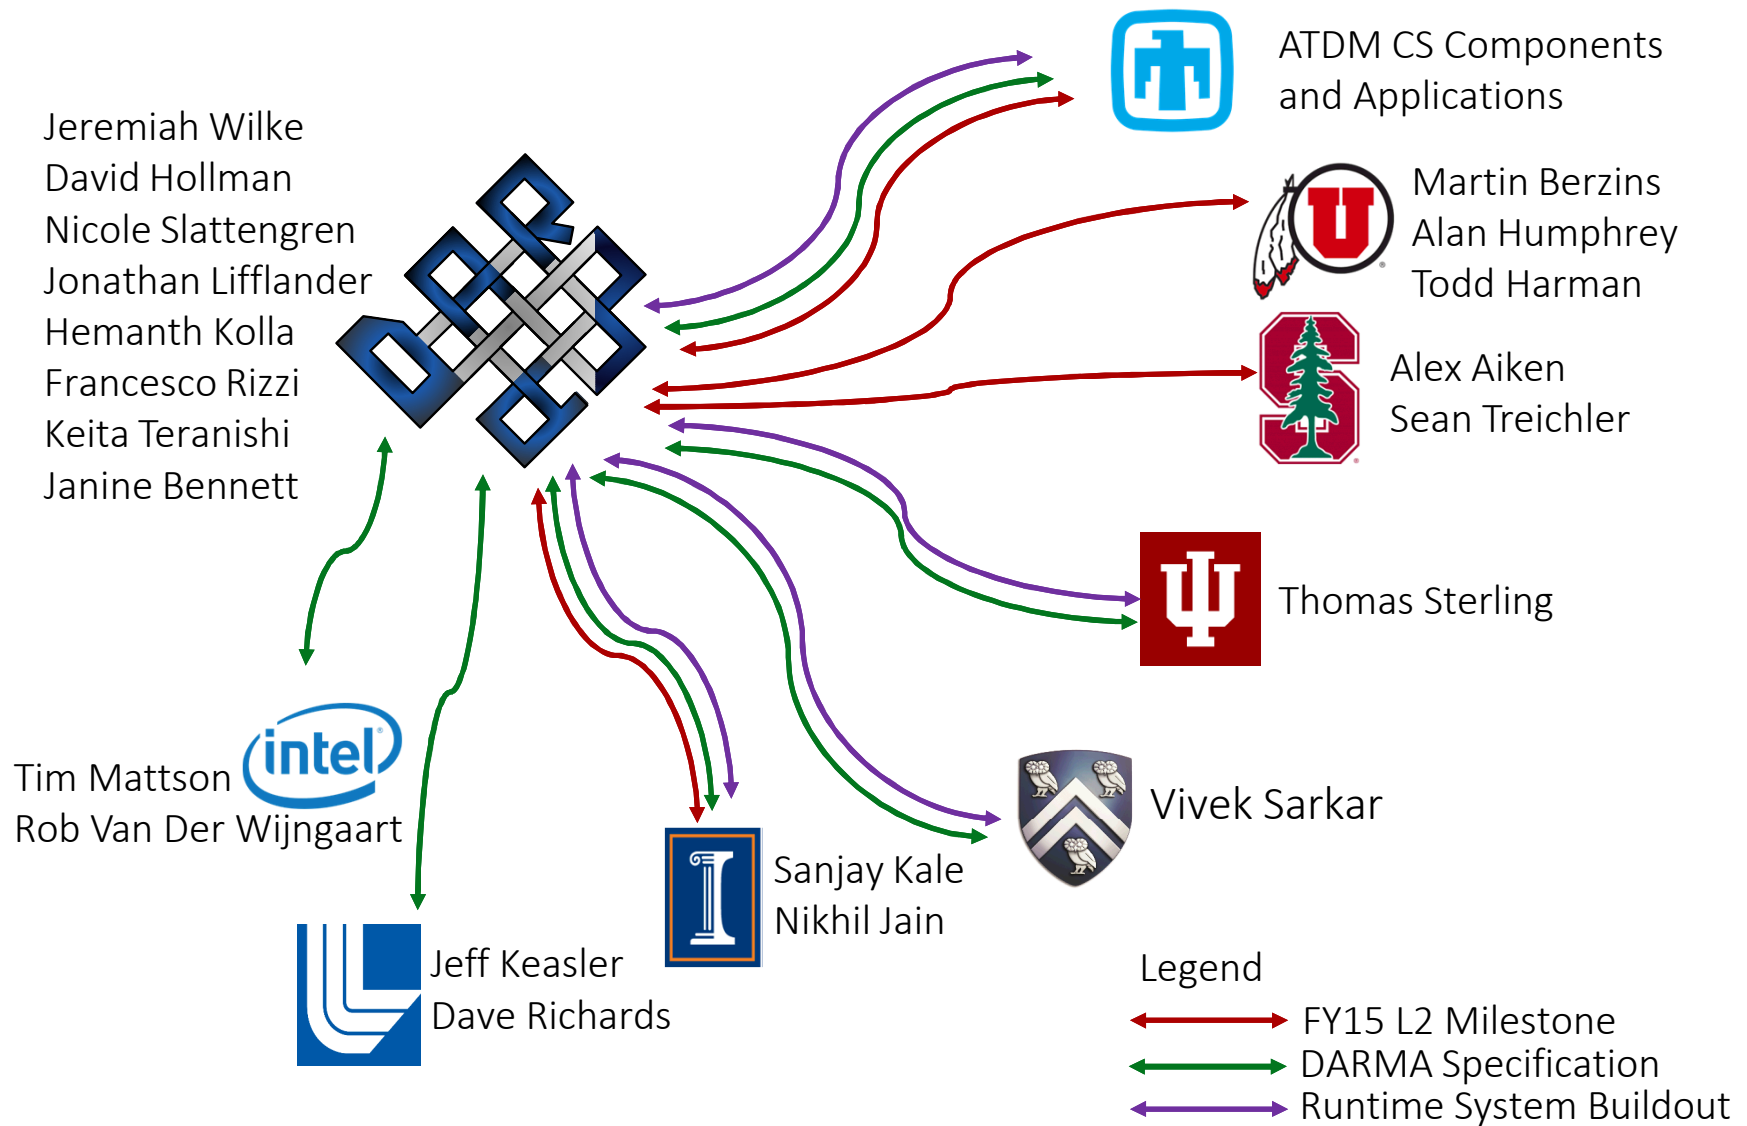 Jeremiah Wilke
David Hollman
Nicole Slattengren
Jonathan Lifflander
Hemanth Kolla
Francesco Rizzi
Keita Teranishi
Janine Bennett
ATDM CS Components
and Applications
U
Martin Berzins
Alan Humphrey
Todd Harman
S
Alex Aiken
Sean Treichler
Thomas Sterling
Vivek Sarkar
intel
Tim Mattson
Rob Van Der Wijngaart
I
Sanjay Kale
Nikhil Jain
Jeff Keasler
Dave Richards
Legend
FY15 L2 Milestone
DARMA Specification
Runtime System Buildout